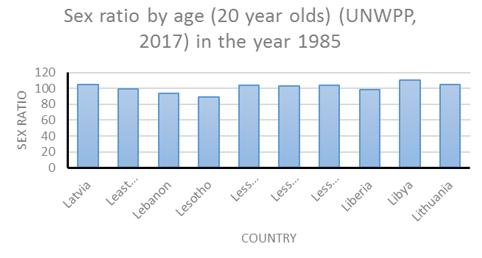 Sex ratio by age (20 year olds) (UNWPP,
2017) in the year 1985
120
100
80
60
40
20
0
SEX RATIO
Latvia
Least...
Lebanon
Lesotho
Less...
Less...
Less...
Liberia
Libya
Lithuania
COUNTRY